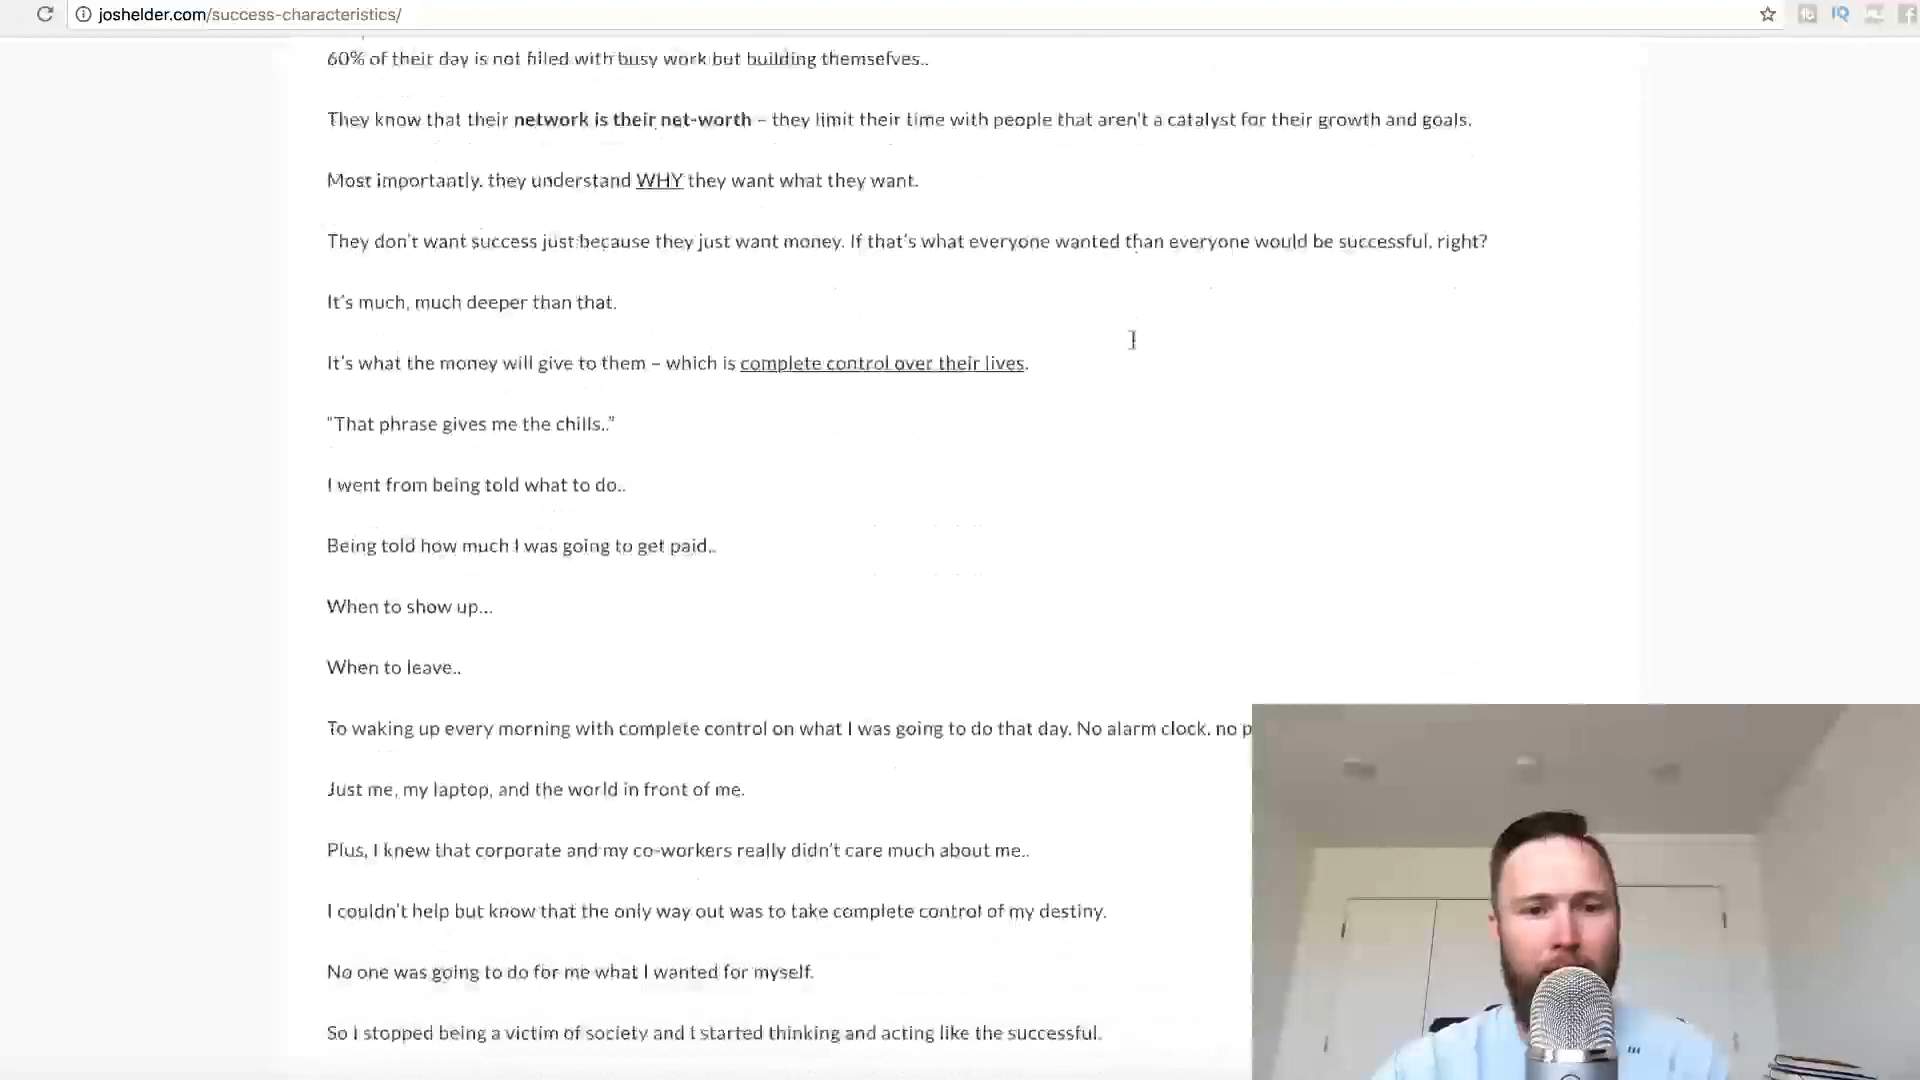 joshelder.com/success-characteristics/
60% of their day is not filled with busy work but building themselves..
They know that their network is their net-worth – they limit their time with people that aren't a catalyst for their growth and goals.
Most importantly, they understand WHY they want what they want.
They don't want success just because they just want money. If that's what everyone wanted than everyone would be successful, right?
It's much, much deeper than that.
It's what the money will give to them – which is complete control over their lives.
"That phrase gives me the chills.."
I went from being told what to do..
Being told how much I was going to get paid..
When to show up...
When to leave..
To waking up every morning with complete control on what I was going to do that day. No alarm clock, no
Just me, my laptop, and the world in front of me.
Plus, I knew that corporate and my co-workers really didn't care much about me..
I couldn't help but know that the only way out was to take complete control of my destiny.
No one was going to do for me what I wanted for myself.
So I stopped being a victim of society and I started thinking and acting like the successful.